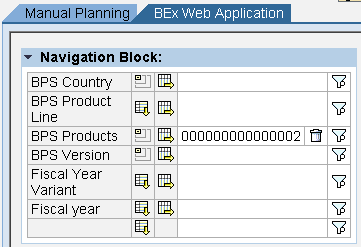 Manual Planning
BEx Web Application
Navigation Block:
BPS Country
BPS Product
Line
BPS Products
000000000000002
BPS Version
Fiscal Year
Variant
Fiscal year